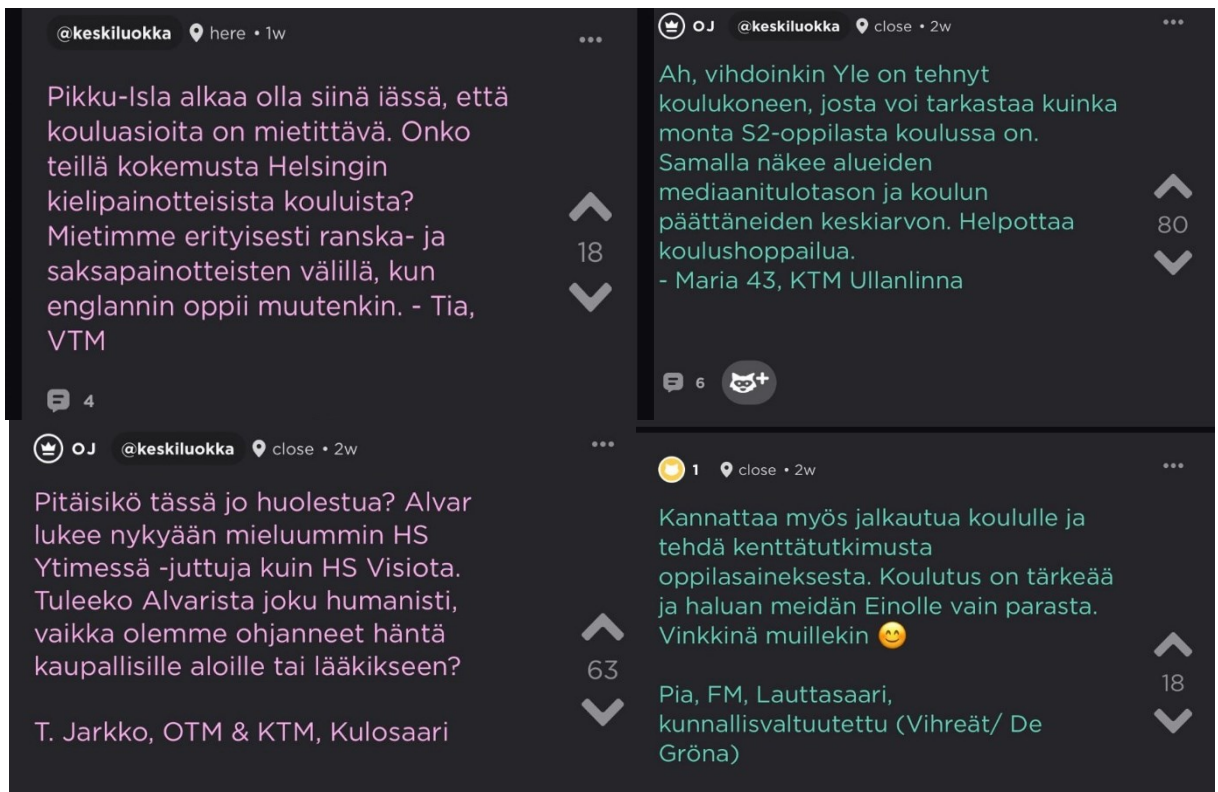 @keskiluokka here • 1w
Pikku-Isla alkaa olla siinä iässä, että
kouluasioita on mietittävä. Onko
teillä kokemusta Helsingin
kielipainotteisista kouluista?
Mietimme erityisesti ranska- ja
saksapainotteisten välillä, kun
englannin oppii muutenkin. - Tia,
VTM
18
4
OJ @keskiluokka close • 2w
Ah, vihdoinkin Yle on tehnyt
koulukoneen, josta voi tarkastaa kuinka
monta S2-oppilasta koulussa on.
Samalla näkee alueiden
mediaanitulotason ja koulun
päättäneiden keskiarvon. Helpottaa
koulushoppailua.
- Maria 43, KTM Ullanlinna
80
6
OJ @keskiluokka close • 2w
Pitäisikö tässä jo huolestua? Alvar
lukee nykyään mieluummin HS
Ytimessä -juttuja kuin HS Visiota.
Tuleeko Alvarista joku humanisti,
vaikka olemme ohjanneet häntä
kaupallisille aloille tai lääkikseen?
T. Jarkko, OTM & KTM, Kulosaari
63
1 close • 2w
Kannattaa myös jalkautua koululle ja
tehdä kenttätutkimusta
oppilasaineksesta. Koulutus on tärkeää
ja haluan meidän Einolle vain parasta.
Vinkkinä muillekin 😊
Pia, FM, Lauttasaari,
kunnallisvaltuutettu (Vihreät/ De
Gröna)
18